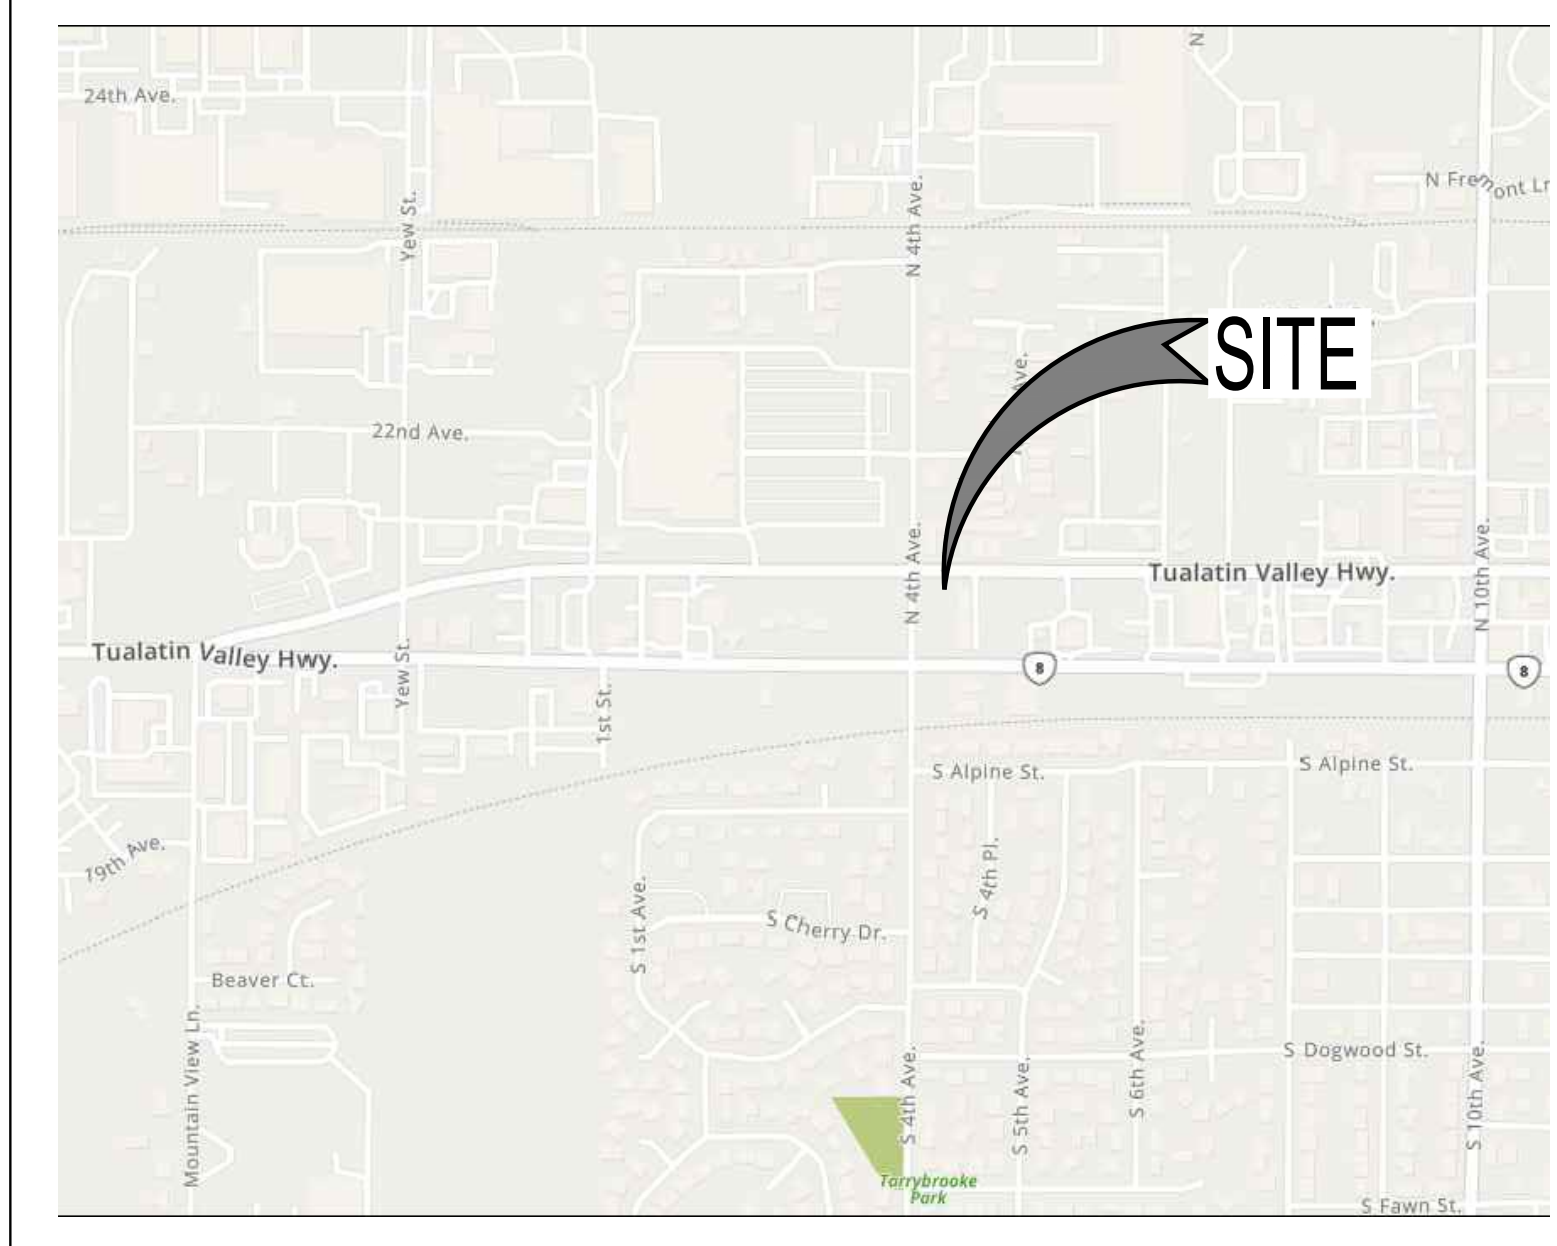 N
24th Ave.
N Fremont Ln
Yew St.
N 4th Ave.
SITE
Ave.
22nd Ave.
N 4th Ave.
N 10th Ave.
Tualatin Valley Hwy.
Tualatin Valley Hwy.
Yew St.
8
8
1st St.
S Alpine St.
S Alpine St.
19th Ave.
S 4th Pl.
S 1st Ave.
S Cherry Dr.
Beaver Ct.
Mountain View Ln.
S 4th Ave.
S 5th Ave.
S 6th Ave.
S Dogwood St.
S 10th Ave.
Tarrybrooke
Park
S Fawn St.